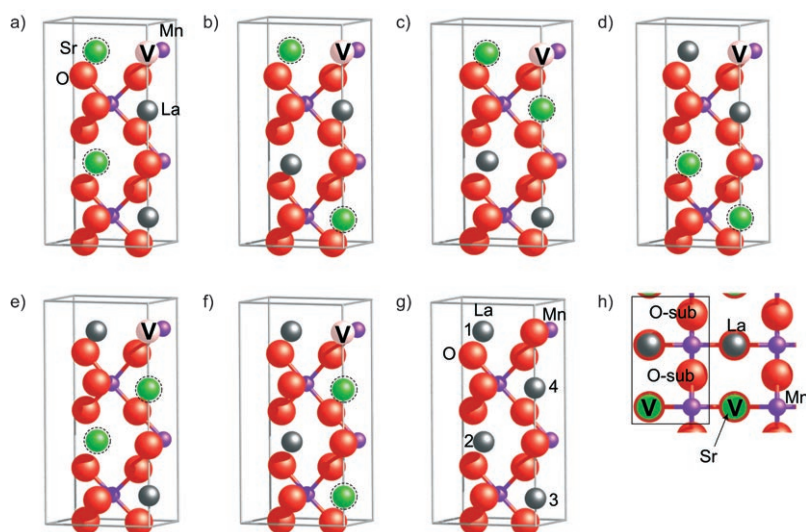 a)
b)
c)
d)
Sr
V
Mn
V
V
V
O
La
e)
f)
g)
h)
V
V
La
Mn
1
O
4
2
3
O-sub
La
O-sub
V
V
Mn
Sr